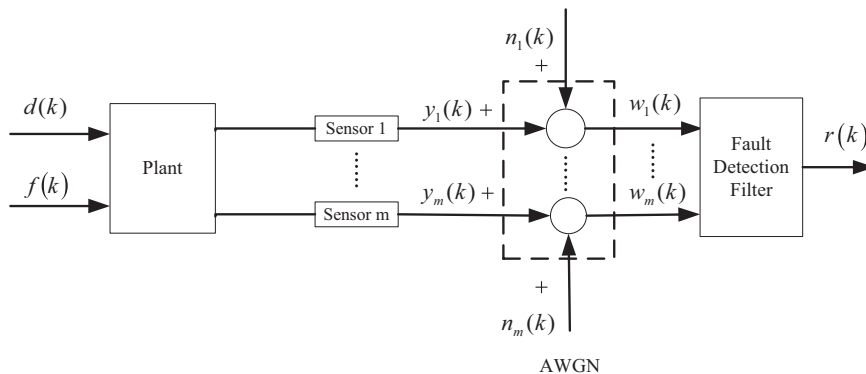 n₁(k)
+
d(k)
y₁(k) +
w₁(k)
Sensor 1
Fault
Detection
Filter
r(k)
Plant
f(k)
Sensor m
yₘ(k) +
wₘ(k)
+
nₘ(k)
AWGN